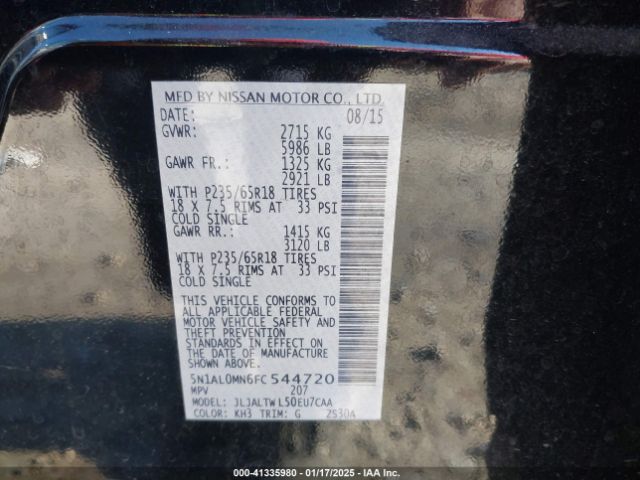 MFD BY NISSAN MOTOR CO., LTD.
DATE: 08/15
GVWR: 2715 KG
5986 LB
GAWR FR.: 1325 KG
2921 LB
WITH P235/65R18 TIRES
18 X 7.5 RIMS AT 33 PSI
COLD SINGLE
GAWR RR.: 1415 KG
3120 LB
WITH P235/65R18 TIRES
18 X 7.5 RIMS AT 33 PSI
COLD SINGLE
THIS VEHICLE CONFORMS TO
ALL APPLICABLE FEDERAL
MOTOR VEHICLE SAFETY AND
THEFT PREVENTION
STANDARDS IN EFFECT ON
THE DATE OF MANUFACTURE
SHOWN ABOVE.
5N1AL0MN6FC544720
MPV 207
MODEL: JLJALTWL50EU7CAA
COLOR: KH3 TRIM: G 2S30A
000-41335980 - 01/17/2025 - IAA Inc.